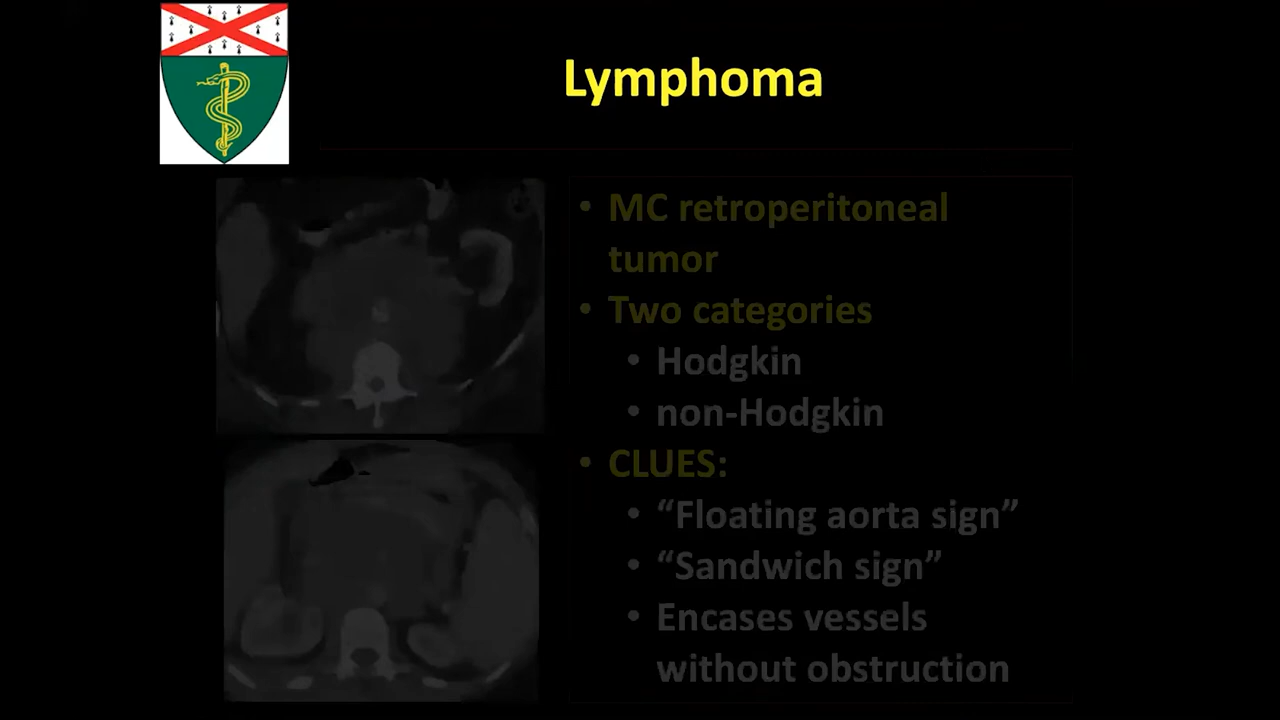 Lymphoma
• MC retroperitoneal
tumor
• Two categories
• Hodgkin
• non-Hodgkin
• CLUES:
• “Floating aorta sign”
• “Sandwich sign”
• Encases vessels
without obstruction